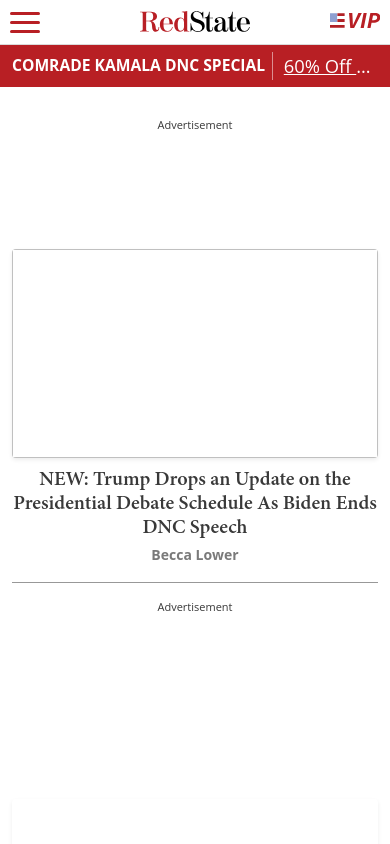 RedState
VIP
COMRADE KAMALA DNC SPECIAL
60% Off ...
Advertisement
NEW: Trump Drops an Update on the
Presidential Debate Schedule As Biden Ends
DNC Speech
Becca Lower
Advertisement